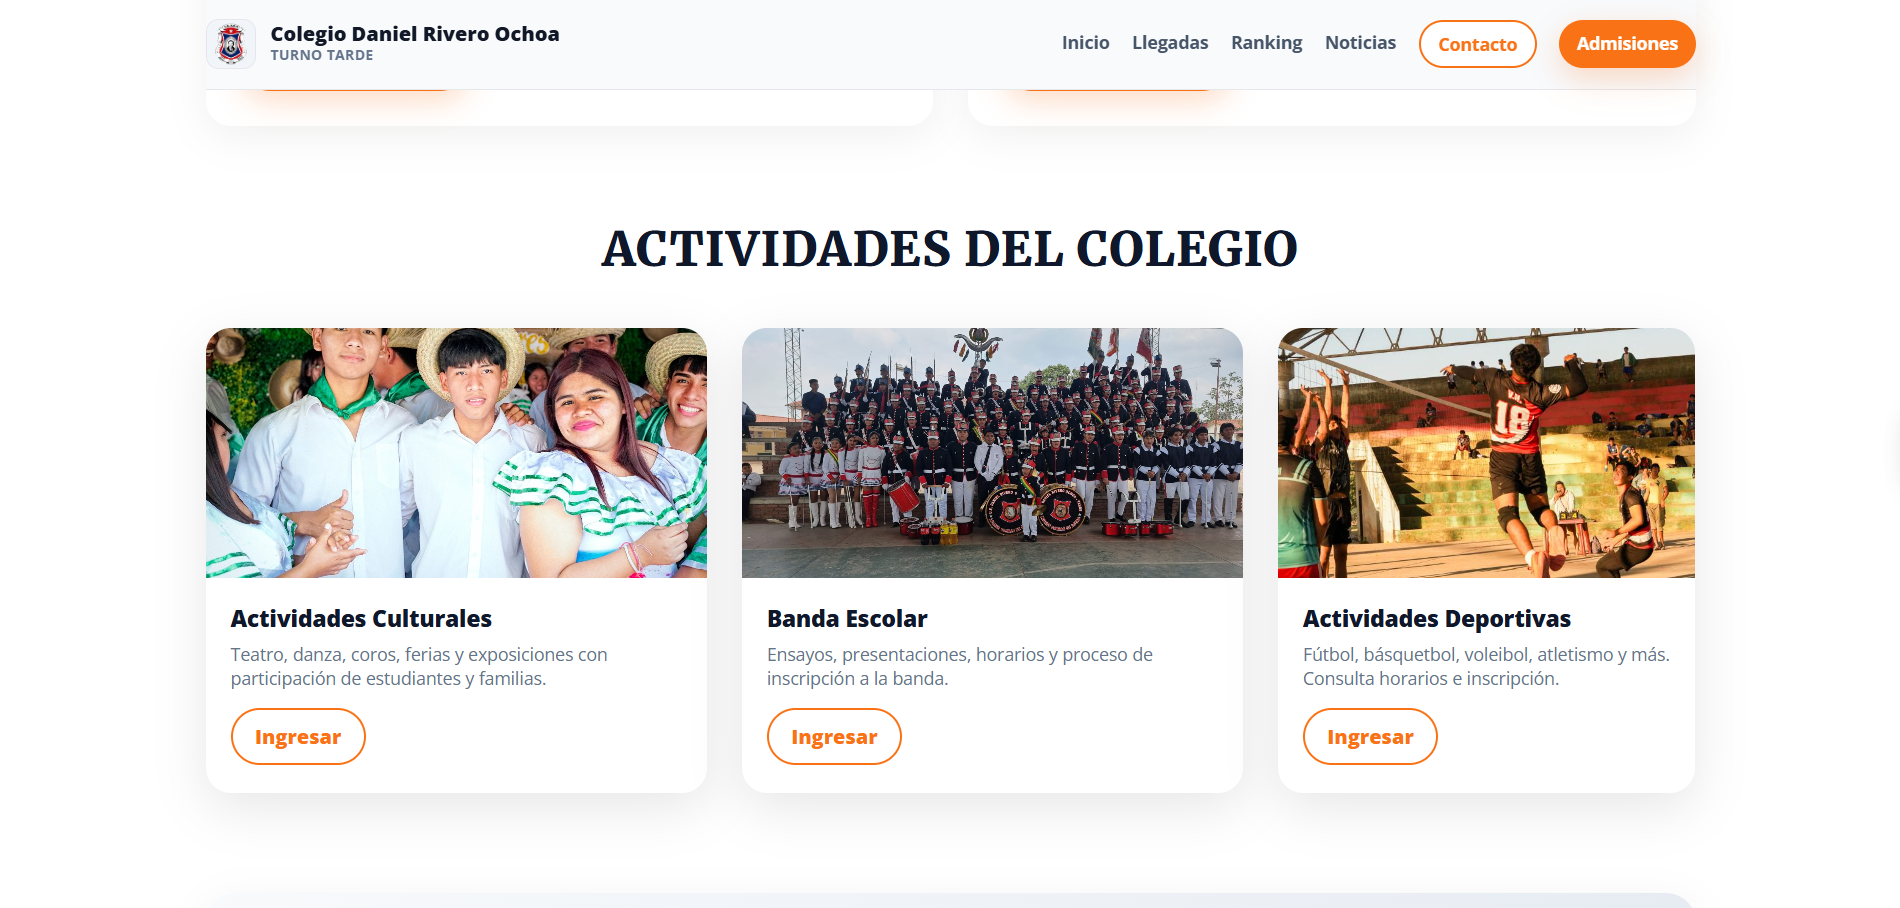 Colegio Daniel Rivero Ochoa
TURNO TARDE
Inicio
Llegadas
Ranking
Noticias
Contacto
Admisiones
ACTIVIDADES DEL COLEGIO
Actividades Culturales
Teatro, danza, coros, ferias y exposiciones con
participación de estudiantes y familias.
Ingresar
Banda Escolar
Ensayos, presentaciones, horarios y proceso de
inscripción a la banda.
Ingresar
18
Actividades Deportivas
Fútbol, básquetbol, voleibol, atletismo y más.
Consulta horarios e inscripción.
Ingresar